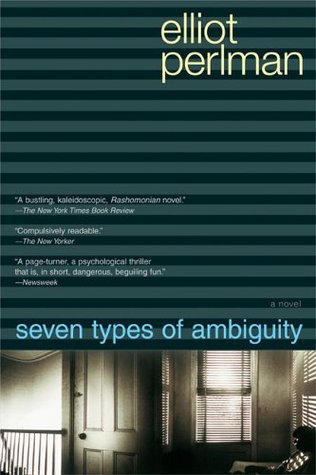 elliot
perlman
"A bustling, kaleidoscopic, Rashomonian novel."
—The New York Times Book Review
"Compulsively readable."
—The New Yorker
"A page-turner, a psychological thriller
that is, in short, dangerous, beguiling fun."
—Newsweek
a novel
seven types of ambiguity